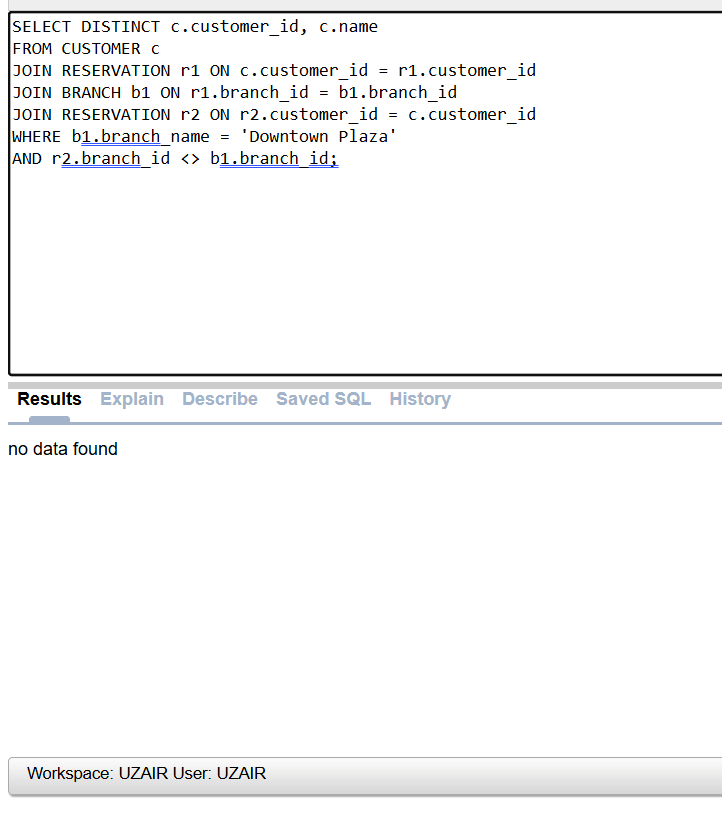 SELECT DISTINCT c.customer_id, c.name
FROM CUSTOMER c
JOIN RESERVATION r1 ON c.customer_id = r1.customer_id
JOIN BRANCH b1 ON r1.branch_id = b1.branch_id
JOIN RESERVATION r2 ON r2.customer_id = c.customer_id
WHERE b1.branch_name = 'Downtown Plaza'
AND r2.branch_id <> b1.branch_id;
Results Explain Describe Saved SQL History
no data found
Workspace: UZAIR User: UZAIR